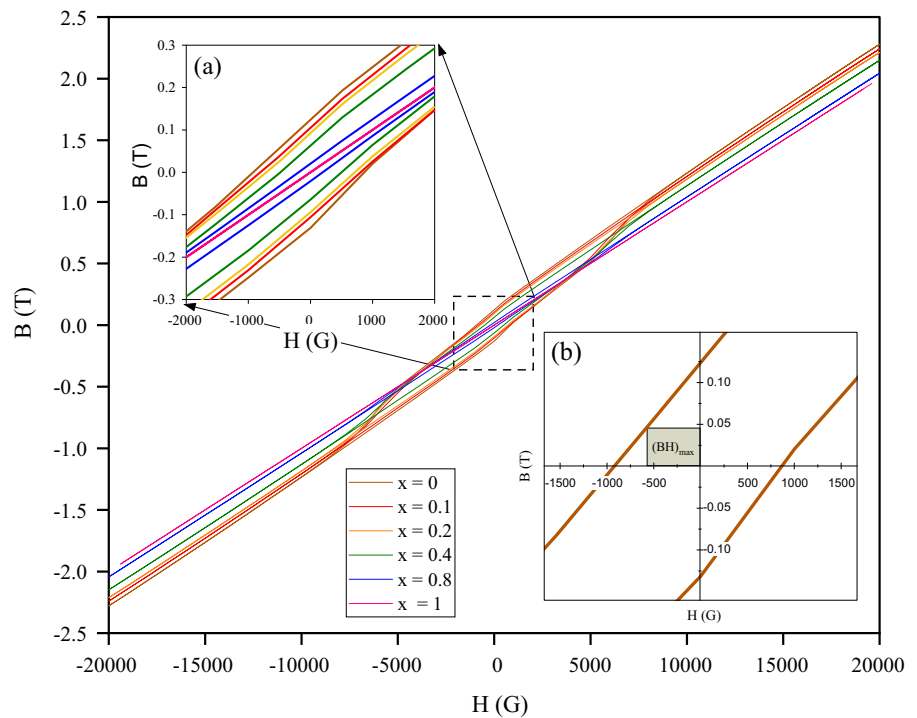 2.5
2.0
1.5
1.0
0.5
0.0
-0.5
-1.0
-1.5
-2.0
-2.5
B (T)
-20000 -15000 -10000 -5000 0 5000 10000 15000 20000
H (G)
(a)
0.3
0.2
0.1
0.0
-0.1
-0.2
-0.3
B (T)
-2000 -1000 0 1000 2000
H (G)
x = 0
x = 0.1
x = 0.2
x = 0.4
x = 0.8
x = 1
(b)
0.10
0.05
(BH)max
-1500 -1000 -500 0 500 1000 1500
-0.05
-0.10
B (T)
H (G)